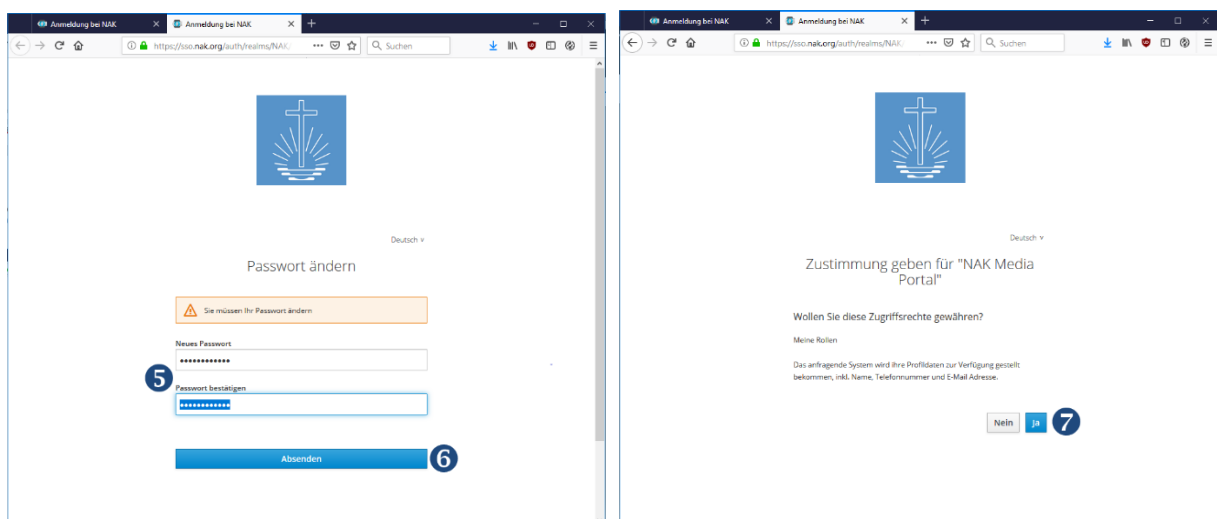 Anmeldung bei NAK
Anmeldung bei NAK
https://sso.nak.org/auth/realms/NAK/
Suchen
Deutsch
Passwort ändern
Sie müssen Ihr Passwort ändern
Neues Passwort
••••••••••••
5
Passwort bestätigen
••••••••••••
Absenden
6
Anmeldung bei NAK
Anmeldung bei NAK
https://sso.nak.org/auth/realms/NAK/
Suchen
Deutsch
Zustimmung geben für "NAK Media
Portal"
Wollen Sie diese Zugriffsrechte gewähren?
Meine Rollen
Das anfragende System wird ihre Profildaten zur Verfügung gestellt
bekommen, inkl. Name, Telefonnummer und E-Mail Adresse.
Nein
Ja
7